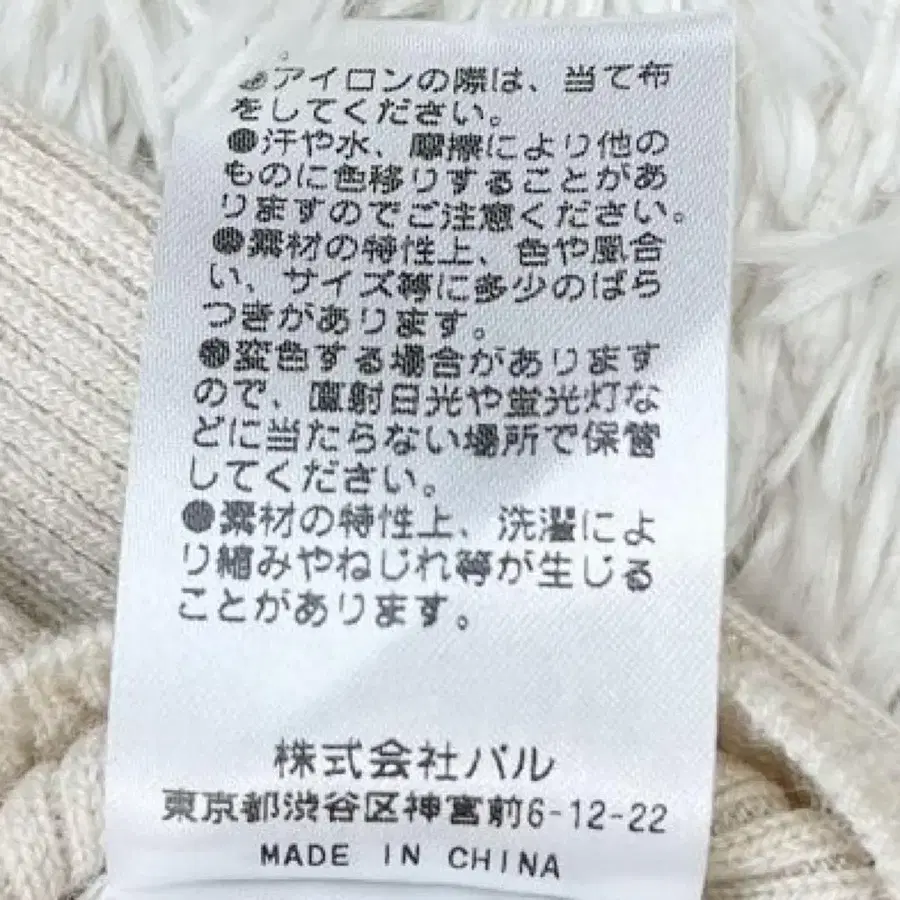 ●アイロンの際は、当て布
をしてください。
●汗や水、摩擦により他の
ものに色移りすることがあ
りますのでご注意ください。
●素材の特性上、色や風合
い、サイズ等に多少のばら
つきがあります。
●変色する場合があります
ので、直射日光や蛍光灯な
どに当たらない場所で保管
してください。
●素材の特性上、洗濯によ
り縮みやねじれ等が生じる
ことがあります。
株式会社パル
東京都渋谷区神宮前6-12-22
MADE IN CHINA